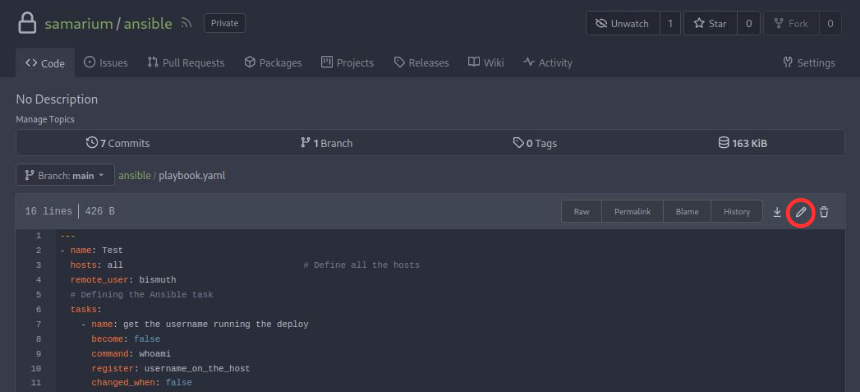 samarium / ansible Private Unwatch 1 Star 0 Fork 0
Code Issues Pull Requests Packages Projects Releases Wiki Activity Settings
No Description
Manage Topics
7 Commits 1 Branch 0 Tags 163 KiB
Branch: main ansible / playbook.yaml
16 lines 426 B Raw Permalink Blame History
1 ---
2 - name: Test
3 hosts: all # Define all the hosts
4 remote_user: bismuth
5 # Defining the Ansible task
6 tasks:
7 - name: get the username running the deploy
8 become: false
9 command: whoami
10 register: username_on_the_host
11 changed_when: false